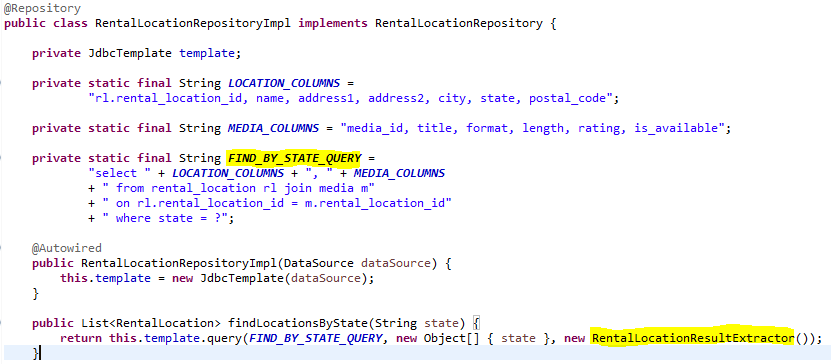 @Repository
public class RentalLocationRepositoryImpl implements RentalLocationRepository {
private JdbcTemplate template;
private static final String LOCATION_COLUMNS =
"rl.rental_location_id, name, address1, address2, city, state, postal_code";
private static final String MEDIA_COLUMNS = "media_id, title, format, length, rating, is_available";
private static final String FIND_BY_STATE_QUERY =
"select " + LOCATION_COLUMNS + ", " + MEDIA_COLUMNS
+ " from rental_location rl join media m"
+ " on rl.rental_location_id = m.rental_location_id"
+ " where state = ?";
@Autowired
public RentalLocationRepositoryImpl(DataSource dataSource) {
this.template = new JdbcTemplate(dataSource);
}
public List<RentalLocation> findLocationsByState(String state) {
return this.template.query(FIND_BY_STATE_QUERY, new Object[] { state }, new RentalLocationResultExtractor());
}